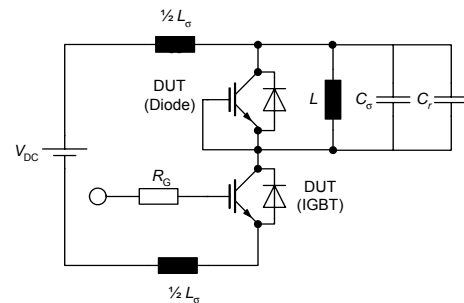 ½ Lσ
DUT
(Diode)
L
Cσ
Cr
VDC
RG
DUT
(IGBT)
½ Lσ